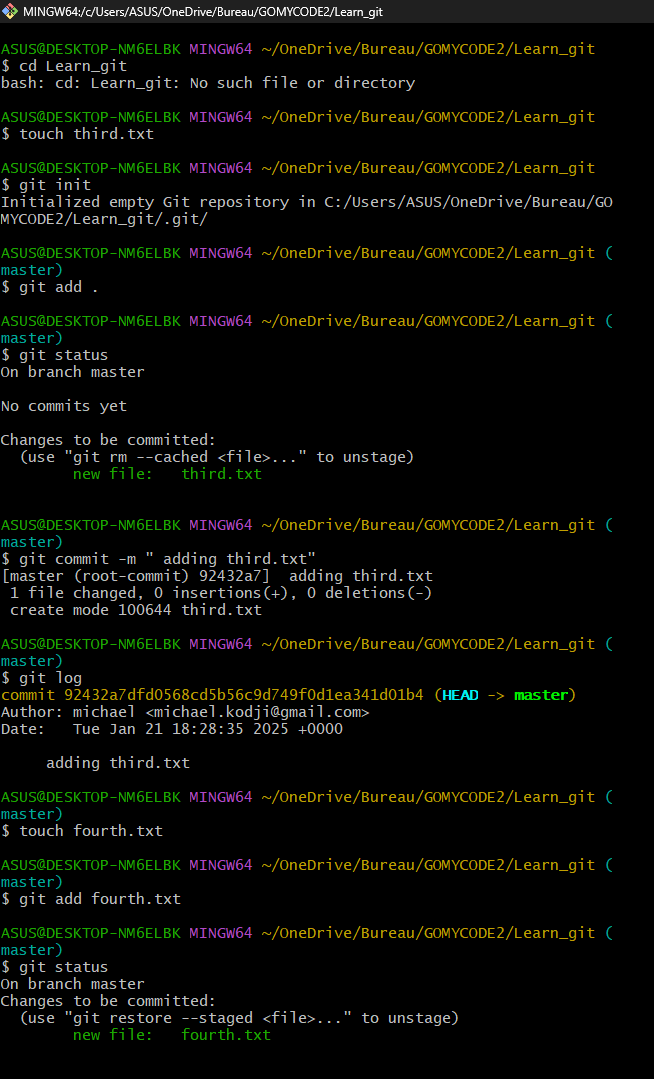 MINGW64:/c/Users/ASUS/OneDrive/Bureau/GOMYCODE2/Learn_git
ASUS@DESKTOP-NM6ELBK MINGW64 ~/OneDrive/Bureau/GOMYCODE2/Learn_git
$ cd Learn_git
bash: cd: Learn_git: No such file or directory
ASUS@DESKTOP-NM6ELBK MINGW64 ~/OneDrive/Bureau/GOMYCODE2/Learn_git
$ touch third.txt
ASUS@DESKTOP-NM6ELBK MINGW64 ~/OneDrive/Bureau/GOMYCODE2/Learn_git
$ git init
Initialized empty Git repository in C:/Users/ASUS/OneDrive/Bureau/GO
MYCODE2/Learn_git/.git/
ASUS@DESKTOP-NM6ELBK MINGW64 ~/OneDrive/Bureau/GOMYCODE2/Learn_git (
master)
$ git add .
ASUS@DESKTOP-NM6ELBK MINGW64 ~/OneDrive/Bureau/GOMYCODE2/Learn_git (
master)
$ git status
On branch master
No commits yet
Changes to be committed:
  (use "git rm --cached <file>..." to unstage)
        new file:   third.txt
ASUS@DESKTOP-NM6ELBK MINGW64 ~/OneDrive/Bureau/GOMYCODE2/Learn_git (
master)
$ git commit -m " adding third.txt"
[master (root-commit) 92432a7]  adding third.txt
 1 file changed, 0 insertions(+), 0 deletions(-)
 create mode 100644 third.txt
ASUS@DESKTOP-NM6ELBK MINGW64 ~/OneDrive/Bureau/GOMYCODE2/Learn_git (
master)
$ git log
commit 92432a7dfd0568cd5b56c9d749f0d1ea341d01b4 (HEAD -> master)
Author: michael <michael.kodji@gmail.com>
Date:   Tue Jan 21 18:28:35 2025 +0000
     adding third.txt
ASUS@DESKTOP-NM6ELBK MINGW64 ~/OneDrive/Bureau/GOMYCODE2/Learn_git (
master)
$ touch fourth.txt
ASUS@DESKTOP-NM6ELBK MINGW64 ~/OneDrive/Bureau/GOMYCODE2/Learn_git (
master)
$ git add fourth.txt
ASUS@DESKTOP-NM6ELBK MINGW64 ~/OneDrive/Bureau/GOMYCODE2/Learn_git (
master)
$ git status
On branch master
Changes to be committed:
  (use "git restore --staged <file>..." to unstage)
        new file:   fourth.txt